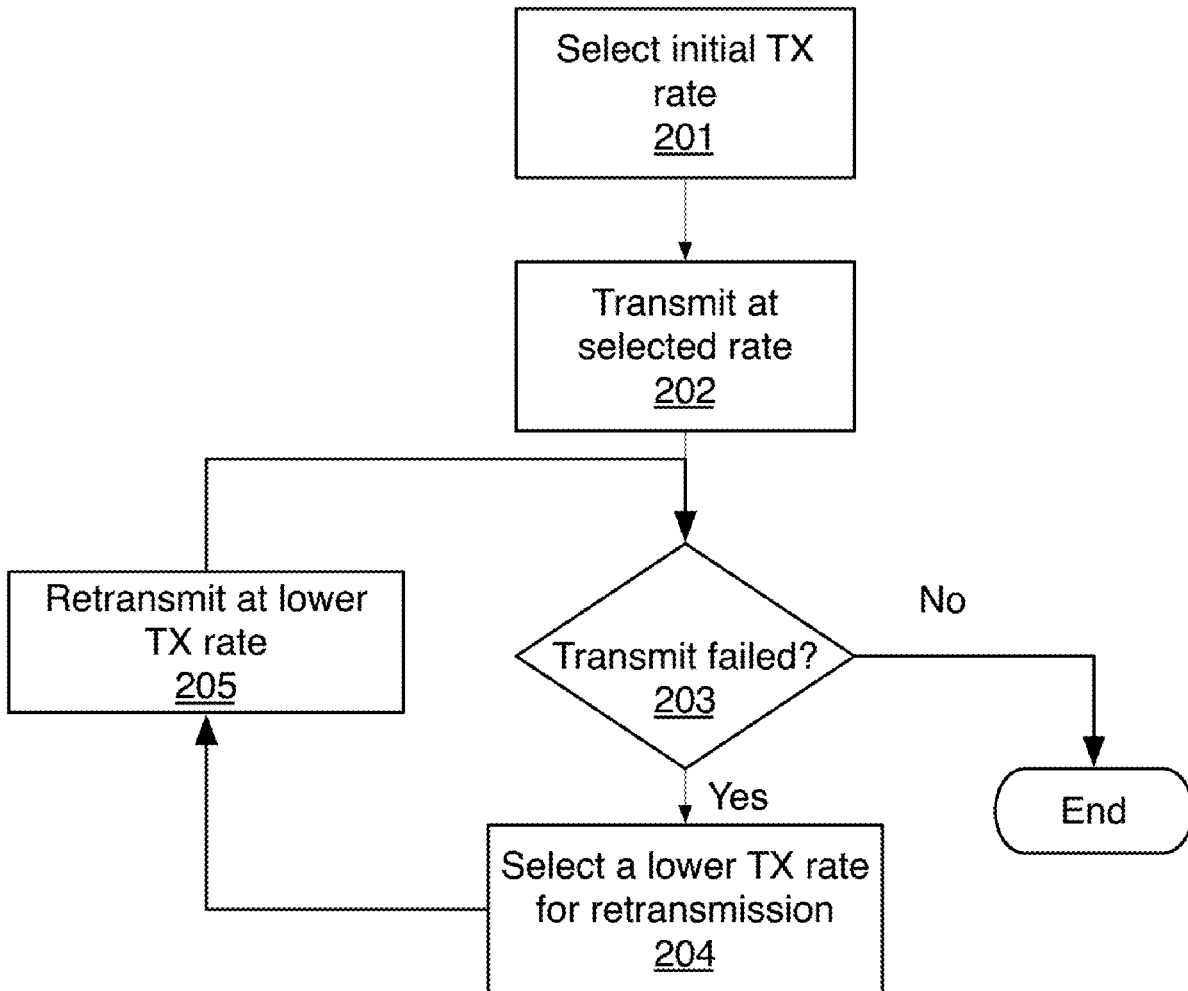 Select initial TX
rate
201
Transmit at
selected rate
202
Retransmit at lower
TX rate
205
Transmit failed?
203
No
Yes
End
Select a lower TX rate
for retransmission
204